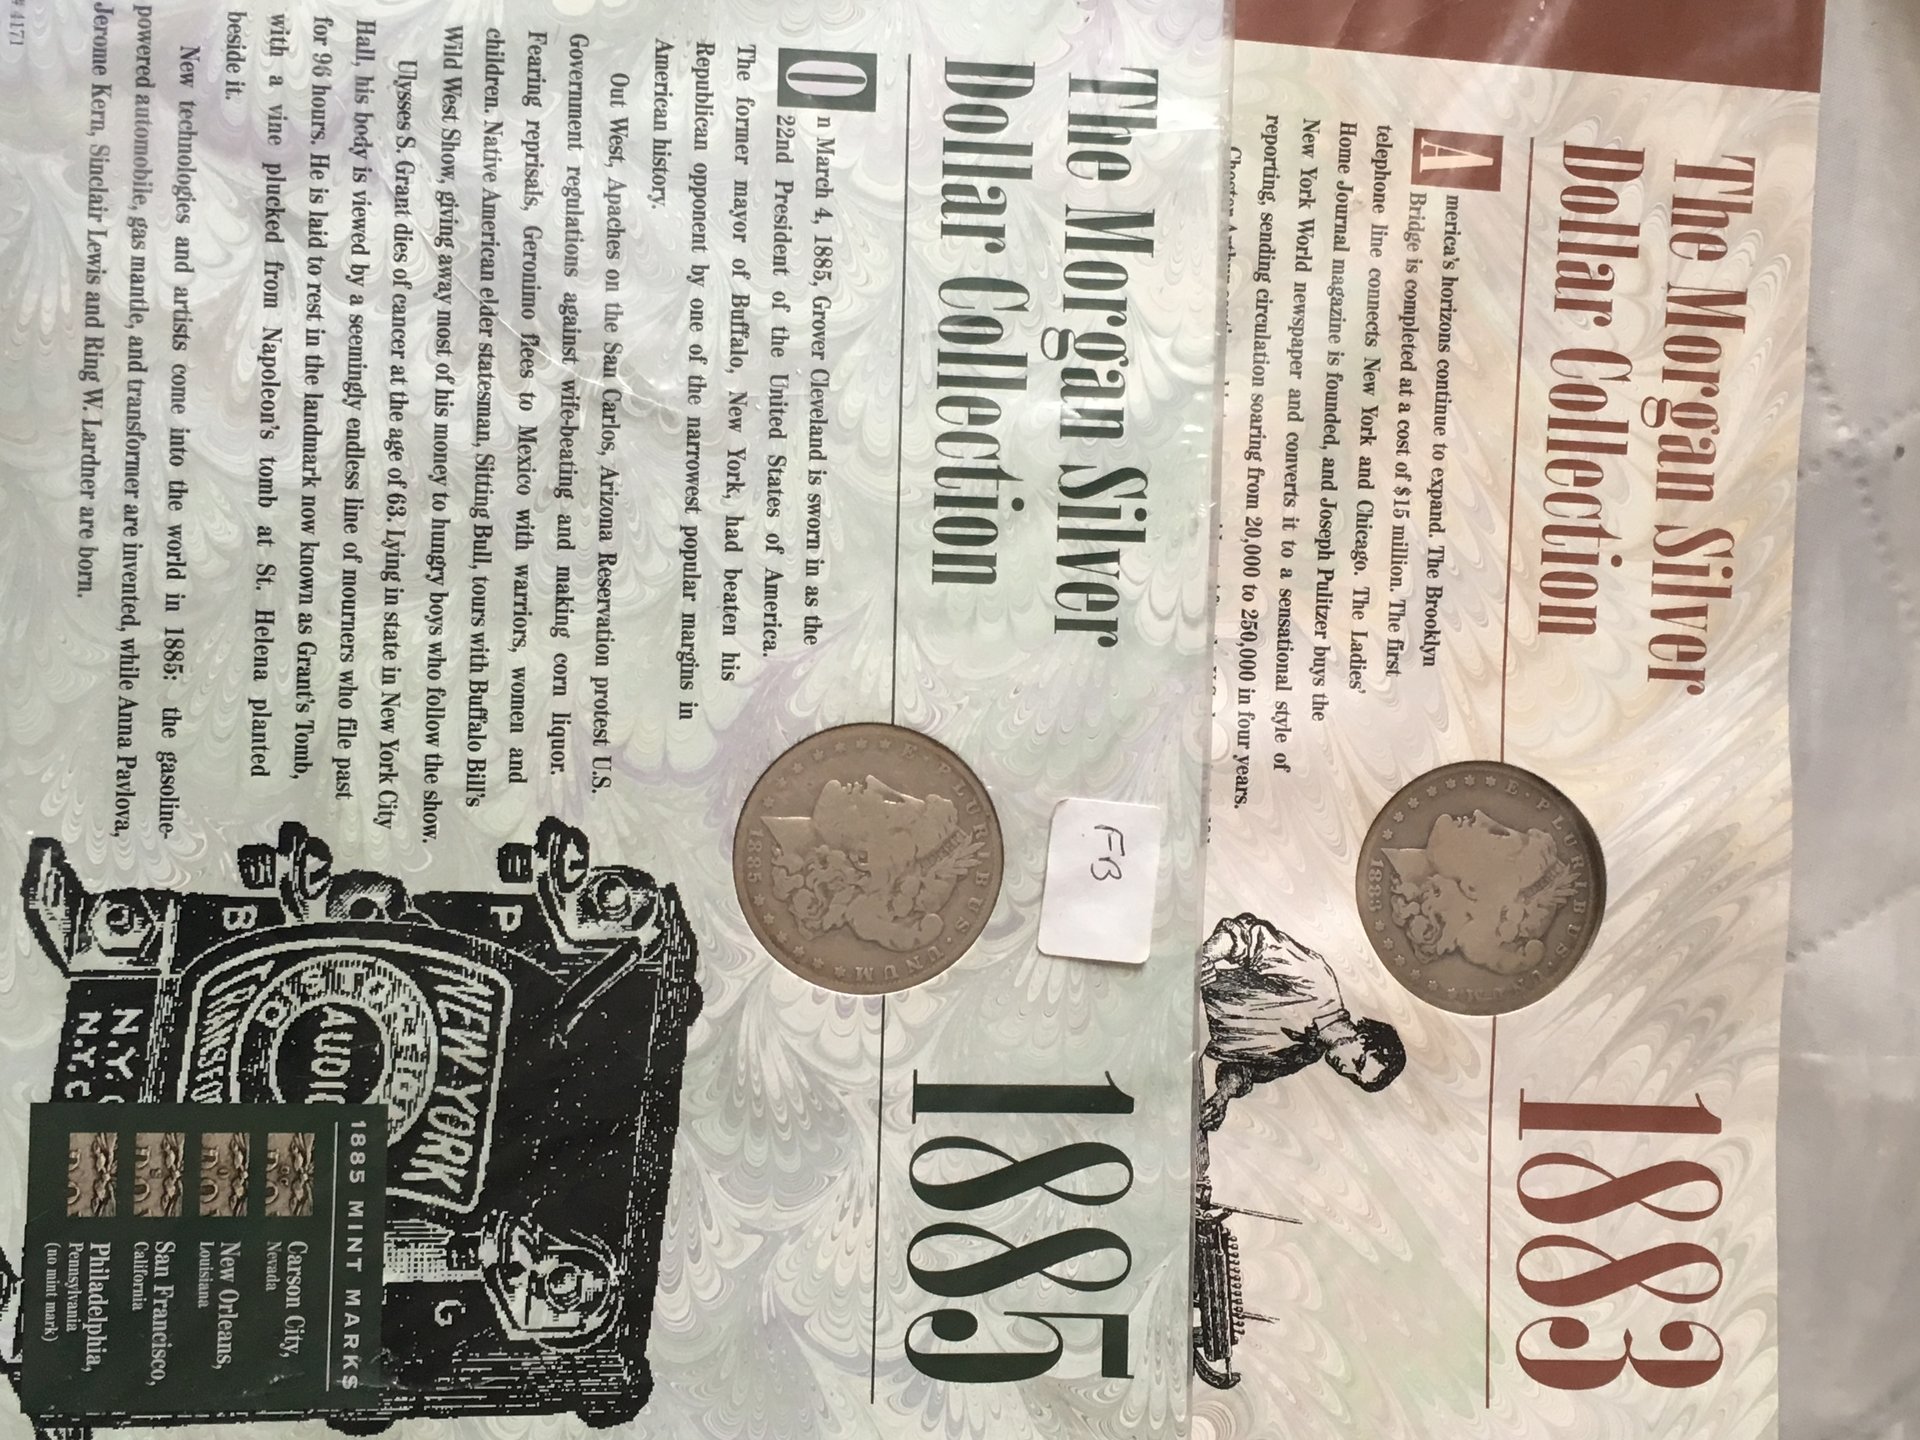 The Morgan Silver
Dollar Collection
1883
America's horizons continue to expand. The Brooklyn
Bridge is completed at a cost of $15 million. The first
telephone line connects New York and Chicago. The Ladies'
Home Journal magazine is founded, and Joseph Pulitzer buys the
New York World newspaper and converts it to a sensational style of
reporting, sending circulation soaring from 20,000 to 250,000 in four years.
E·PLURIBUS·UNUM
1883
The Morgan Silver
Dollar Collection
1885
FB
On March 4, 1885, Grover Cleveland is sworn in as the
22nd President of the United States of America.
The former mayor of Buffalo, New York, had beaten his
Republican opponent by one of the narrowest popular margins in
American history.
Out West, Apaches on the San Carlos, Arizona Reservation protest U.S.
Government regulations against wife-beating and making corn liquor.
Fearing reprisals, Geronimo flees to Mexico with warriors, women and
children. Native American elder statesman, Sitting Bull, tours with Buffalo Bill's
Wild West Show, giving away most of his money to hungry boys who follow the show.
Ulysses S. Grant dies of cancer at the age of 63. Lying in state in New York City
Hall, his body is viewed by a seemingly endless line of mourners who file past
for 96 hours. He is laid to rest in the landmark now known as Grant's Tomb,
with a vine plucked from Napoleon's tomb at St. Helena planted
beside it.
New technologies and artists come into the world in 1885: the gasoline-
powered automobile, gas mantle, and transformer are invented, while Anna Pavlova,
Jerome Kern, Sinclair Lewis and Ring W. Lardner are born.
# 4171
E·PLURIBUS·UNUM
1885
P
B
G
NEW YORK
AUDIO
N.Y.C
N.Y.C
1885 MINT MARKS
Carson City,
Nevada
New Orleans,
Louisiana
San Francisco,
California
Philadelphia,
Pennsylvania
(no mint mark)